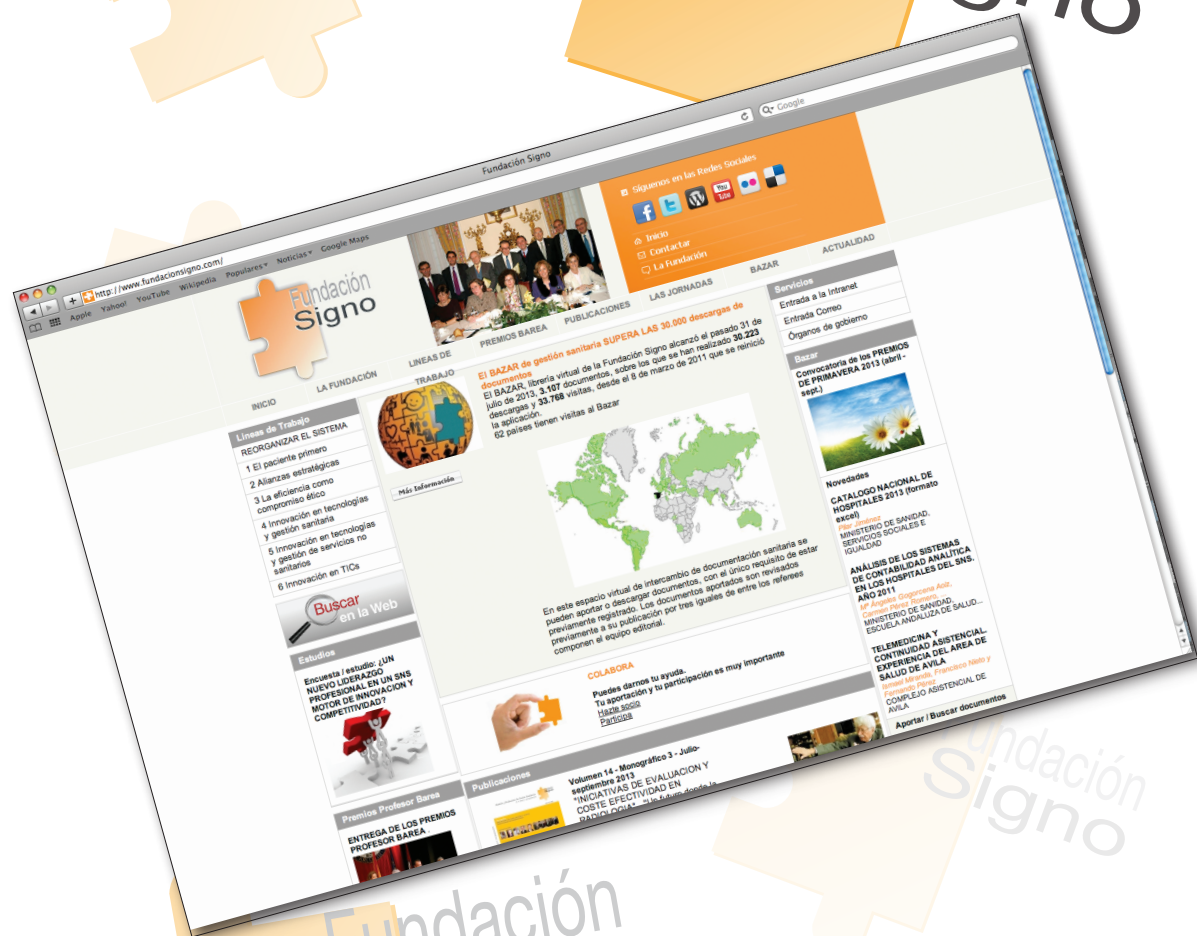 Fundación Signo
http://www.fundacionsigno.com/
Google
Apple Yahoo! YouTube Wikipedia Populares Noticias Google Maps
Fundación
Signo
Síguenos en las Redes Sociales
You
Tube
Inicio
Contactar
La Fundación
INICIO
LA FUNDACIÓN
LINEAS DE
TRABAJO
PREMIOS BAREA
PUBLICACIONES
LAS JORNADAS
BAZAR
ACTUALIDAD
Líneas de Trabajo
REORGANIZAR EL SISTEMA
1 El paciente primero
2 Alianzas estratégicas
3 La eficiencia como
compromiso ético
4 Innovación en tecnologías
y gestión sanitaria
5 Innovación en tecnologías
y gestión de servicios no
sanitarios
6 Innovación en TICs
Buscar
en la Web
Estudios
Encuesta / estudio: ¿UN
NUEVO LIDERAZGO
PROFESIONAL EN UN SNS
MOTOR DE INNOVACION Y
COMPETITIVIDAD?
Premios Profesor Barea
ENTREGA DE LOS PREMIOS
PROFESOR BAREA .
El BAZAR de gestión sanitaria SUPERA LAS 30.000 descargas de
documentos
El BAZAR, librería virtual de la Fundación Signo alcanzó el pasado 31 de
julio de 2013, 3.107 documentos, sobre los que se han realizado 30.223
descargas y 33.768 visitas, desde el 8 de marzo de 2011 que se reinició
la aplicación.
62 países tienen visitas al Bazar
Más Información
En este espacio virtual de intercambio de documentación sanitaria se
pueden aportar o descargar documentos, con el único requisito de estar
previamente registrado. Los documentos aportados son revisados
previamente a su publicación por tres iguales de entre los referees
componen el equipo editorial.
COLABORA
Puedes darnos tu ayuda.
Tu aportación y tu participación es muy importante
Hazte socio
Participa
Publicaciones
Volumen 14 - Monográfico 3 - Julio-
septiembre 2013
"INICIATIVAS DE EVALUACION Y
COSTE EFECTIVIDAD EN
RADIOLOGIA"
Servicios
Entrada a la Intranet
Entrada Correo
Órganos de gobierno
Bazar
Convocatoria de los PREMIOS
DE PRIMAVERA 2013 (abril -
sept.)
Novedades
CATALOGO NACIONAL DE
HOSPITALES 2013 (formato
excel)
Pilar Jiménez
MINISTERIO DE SANIDAD,
SERVICIOS SOCIALES E
IGUALDAD
ANÁLISIS DE LOS SISTEMAS
DE CONTABILIDAD ANALÍTICA
EN LOS HOSPITALES DEL SNS.
AÑO 2011
Mª Ángeles Gogorcena Aoiz,
Carmen Pérez Romero,
MINISTERIO DE SANIDAD,
ESCUELA ANDALUZA DE SALUD...
TELEMEDICINA Y
CONTINUIDAD ASISTENCIAL.
EXPERIENCIA DEL AREA DE
SALUD DE AVILA
Ismael Miranda, Francisco Nieto y
Fernando Pérez
COMPLEJO ASISTENCIAL DE
AVILA
Aportar / Buscar documentos
Fundación
Signo
Fundación